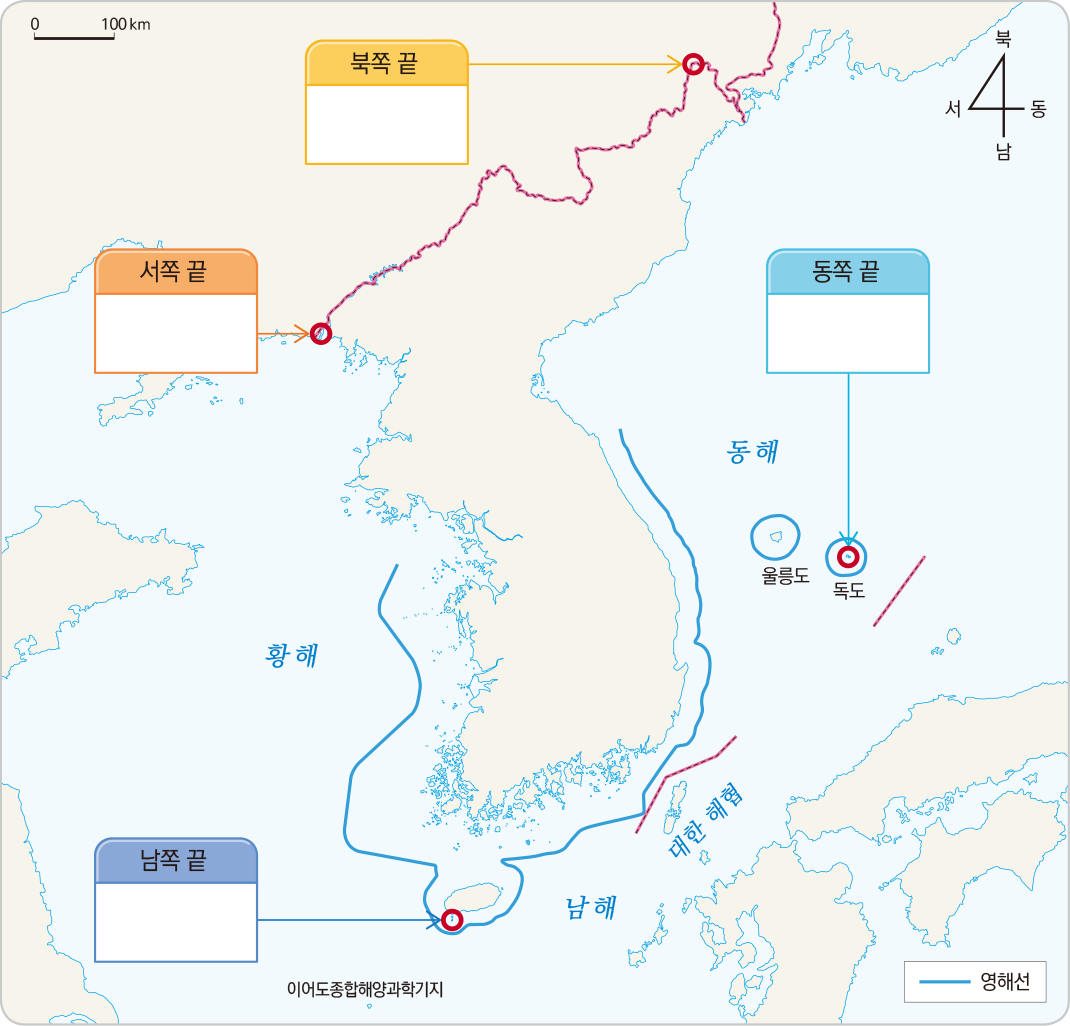 0 100 km
북쪽 끝
북
서 동
남
서쪽 끝
동쪽 끝
동해
울릉도
독도
황해
대한 해협
남쪽 끝
남해
이어도종합해양과학기지
영해선